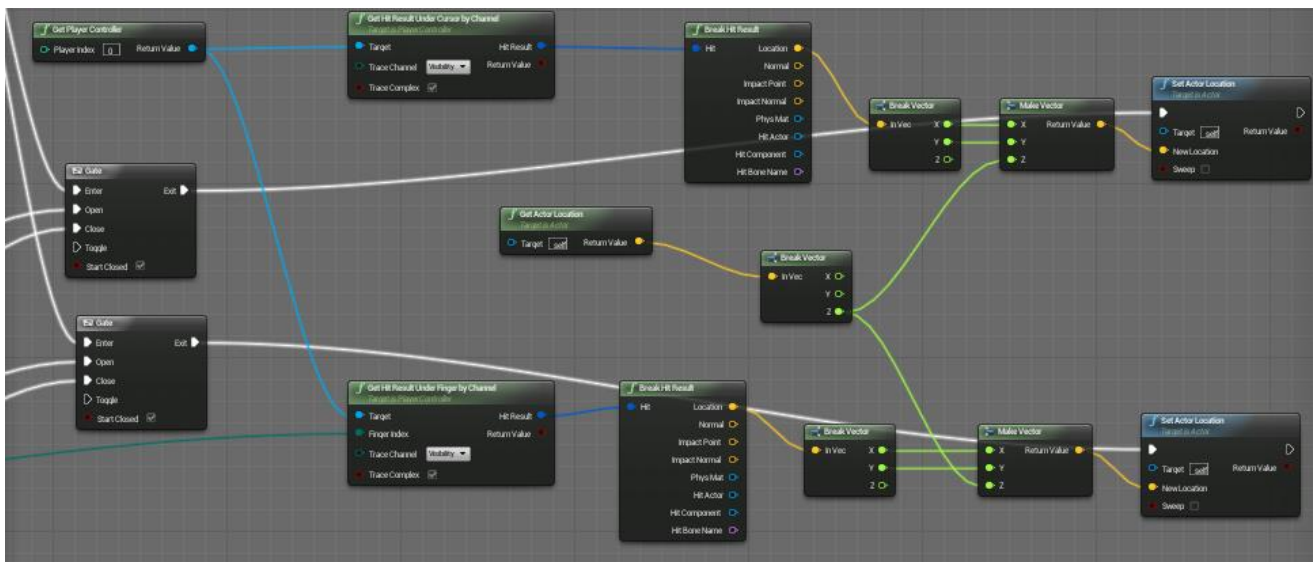 Get Player Controller
Player Index 0 Return Value
Get Hit Result Under Cursor by Channel
Target is Player Controller
Target Hit Result
Trace Channel Visibility Return Value
Trace Complex
Break Hit Result
Hit Location
Normal
Impact Point
Impact Normal
Phys Mat
Hit Actor
Hit Component
Hit Bone Name
Break Vector
In Vec X
Y
Z
Make Vector
X Return Value
Y
Z
Set Actor Location
Target is Actor
Target self Return Value
New Location
Sweep
Gate
Enter Exit
Open
Close
Toggle
Start Closed
Get Actor Location
Target is Actor
Target self Return Value
Break Vector
In Vec X
Y
Z
Gate
Enter Exit
Open
Close
Toggle
Start Closed
Get Hit Result Under Finger by Channel
Target is Player Controller
Target Hit Result
Finger Index Return Value
Trace Channel Visibility
Trace Complex
Break Hit Result
Hit Location
Normal
Impact Point
Impact Normal
Phys Mat
Hit Actor
Hit Component
Hit Bone Name
Break Vector
In Vec X
Y
Z
Make Vector
X Return Value
Y
Z
Set Actor Location
Target is Actor
Target self Return Value
New Location
Sweep